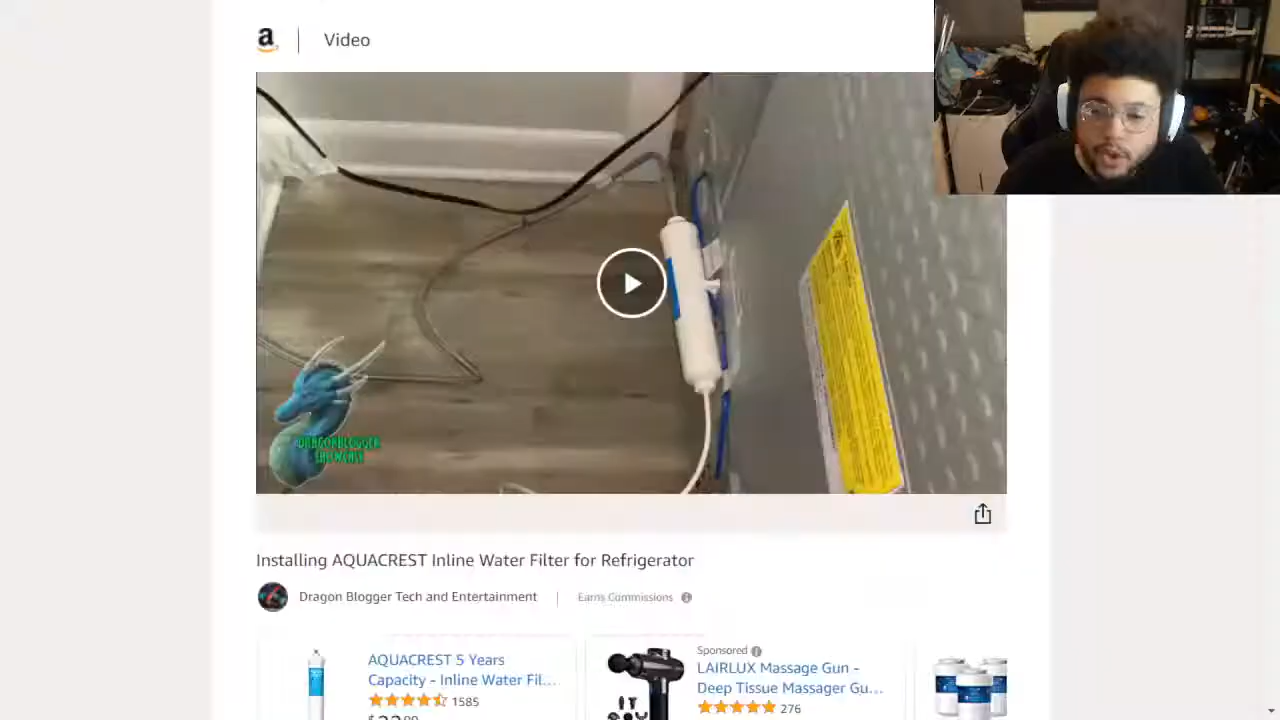 a
Video
DRAGONBLOGGER
SHOWCASE
Installing AQUACREST Inline Water Filter for Refrigerator
Dragon Blogger Tech and Entertainment
Earns Commissions
AQUACREST 5 Years
Capacity - Inline Water Fil...
1585
Sponsored
LAIRLUX Massage Gun -
Deep Tissue Massager Gu...
276